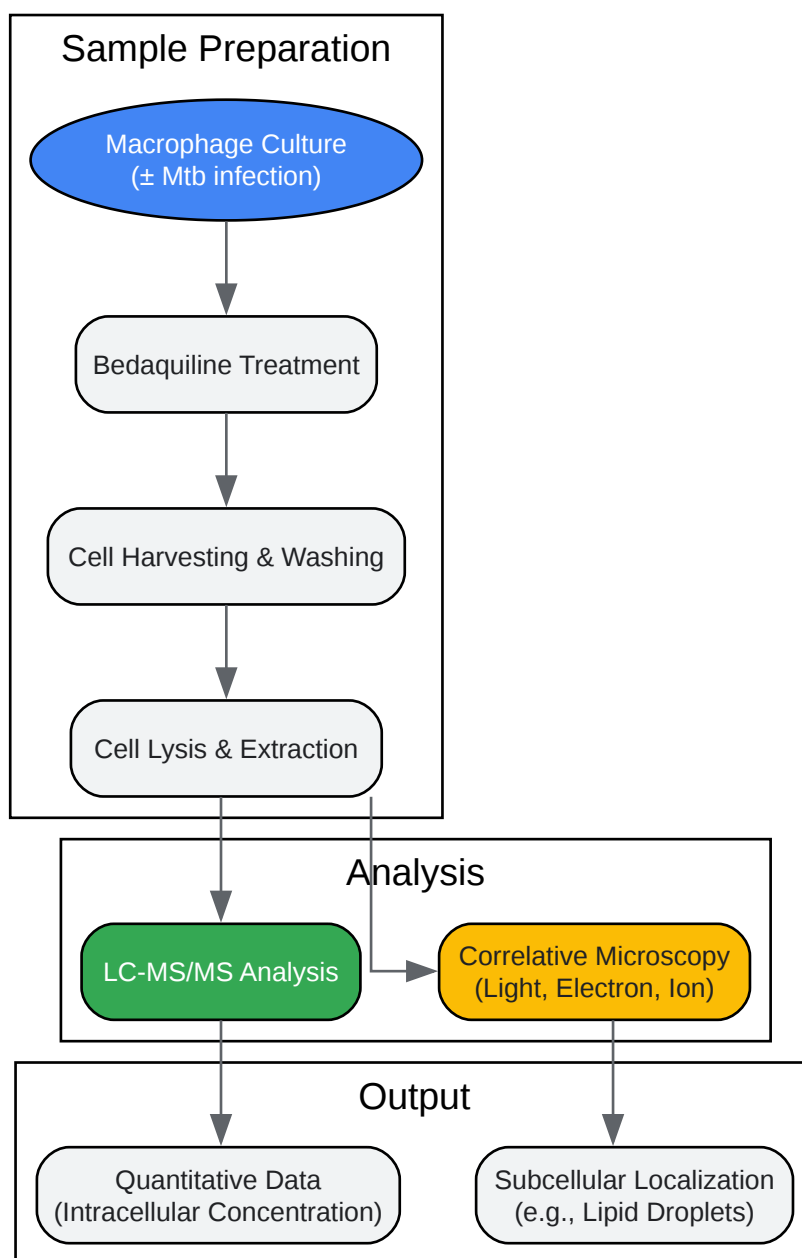 Sample Preparation
Macrophage Culture
(± Mtb infection)
Bedaquiline Treatment
Cell Harvesting & Washing
Cell Lysis & Extraction
Analysis
LC-MS/MS Analysis
Correlative Microscopy
(Light, Electron, Ion)
Output
Quantitative Data
(Intracellular Concentration)
Subcellular Localization
(e.g., Lipid Droplets)